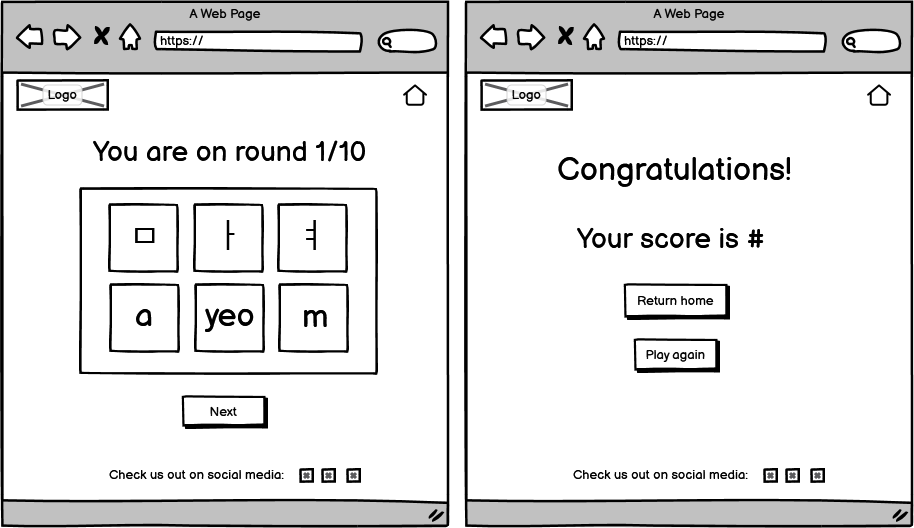 A Web Page
https://
Logo
You are on round 1/10
ㅁ ㅏ ㅕ
a yeo m
Next
Check us out on social media:
A Web Page
https://
Logo
Congratulations!
Your score is #
Return home
Play again
Check us out on social media: